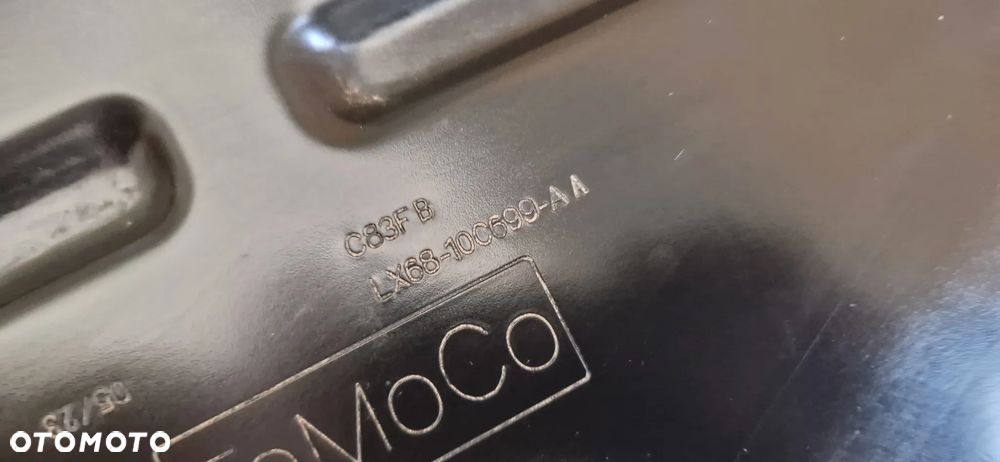 C83F B
LX68-10C699-AA
FoMoCo
05/23
OTOMOTO